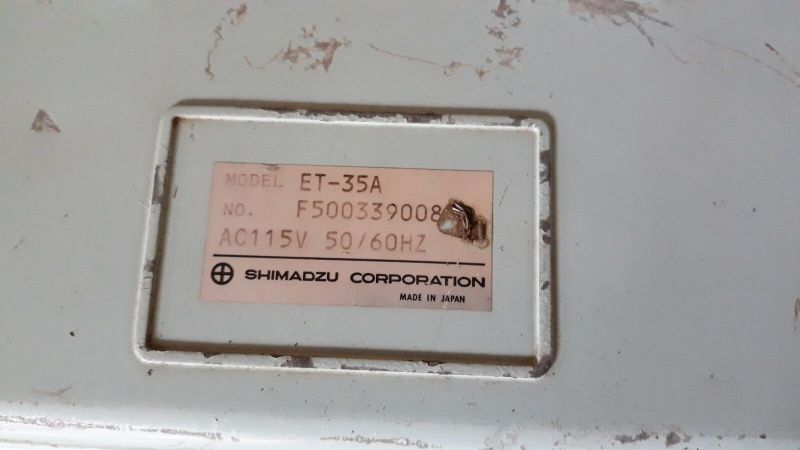 MODEL ET-35A
NO. F500339008
AC115V 50/60HZ
SHIMADZU CORPORATION
MADE IN JAPAN